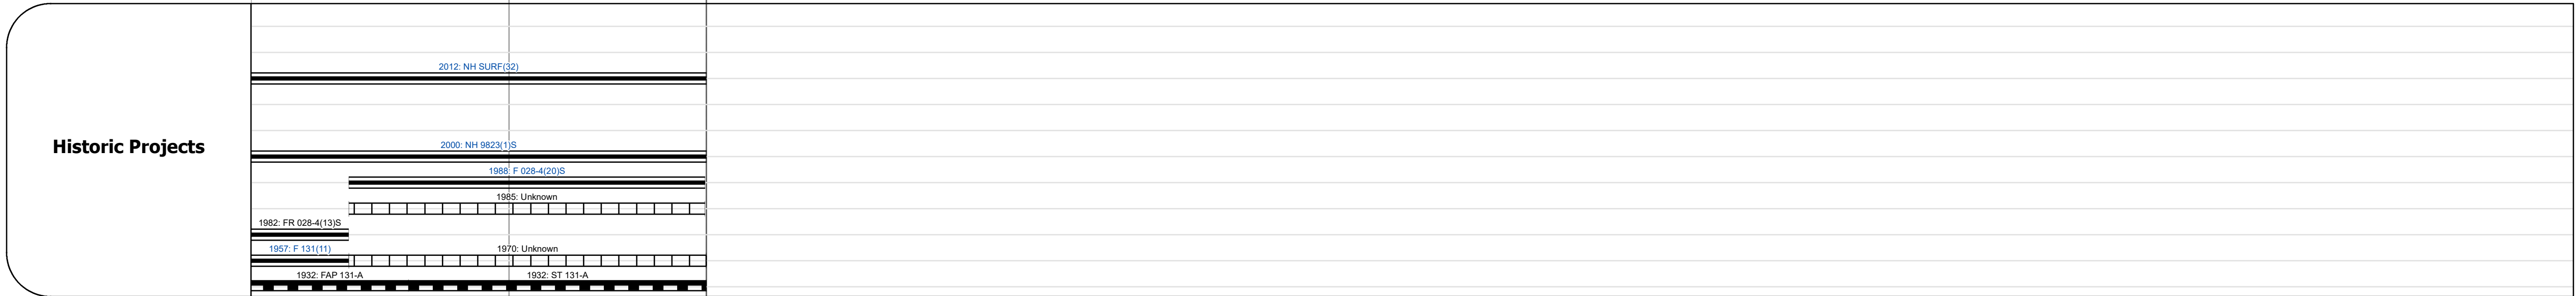 2012: NH SURF(32)
Historic Projects
2000: NH 9823(1)S
1988: F 028-4(20)S
1985: Unknown
1982: FR 028-4(13)S
1957: F 131(11)
1970: Unknown
1932: FAP 131-A
1932: ST 131-A